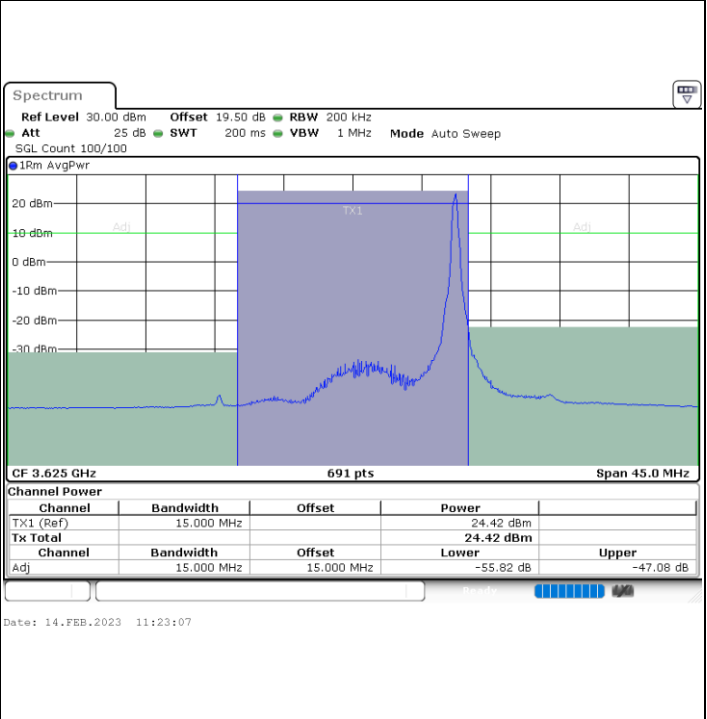 Spectrum
Ref Level 30.00 dBm Offset 19.50 dB RBW 200 kHz
Att 25 dB SWT 200 ms VBW 1 MHz Mode Auto Sweep
SGL Count 100/100
1Rm AvgPwr
TX1
20 dBm
Adj Adj
10 dBm
0 dBm
-10 dBm
-20 dBm
-30 dBm
CF 3.625 GHz 691 pts Span 45.0 MHz
Channel Power
Channel Bandwidth Offset Power
TX1 (Ref) 15.000 MHz 24.42 dBm
Tx Total 24.42 dBm
Channel Bandwidth Offset Lower Upper
Adj 15.000 MHz 15.000 MHz -55.82 dB -47.08 dB
Ready
Date: 14.FEB.2023 11:23:07